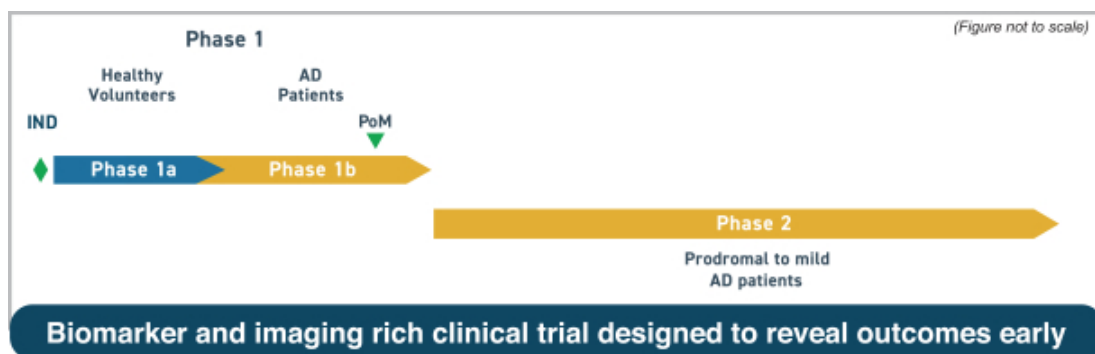 (Figure not to scale)
Phase 1
Healthy
Volunteers
AD
Patients
IND
PoM
Phase 1a
Phase 1b
Phase 2
Prodromal to mild
AD patients
Biomarker and imaging rich clinical trial designed to reveal outcomes early